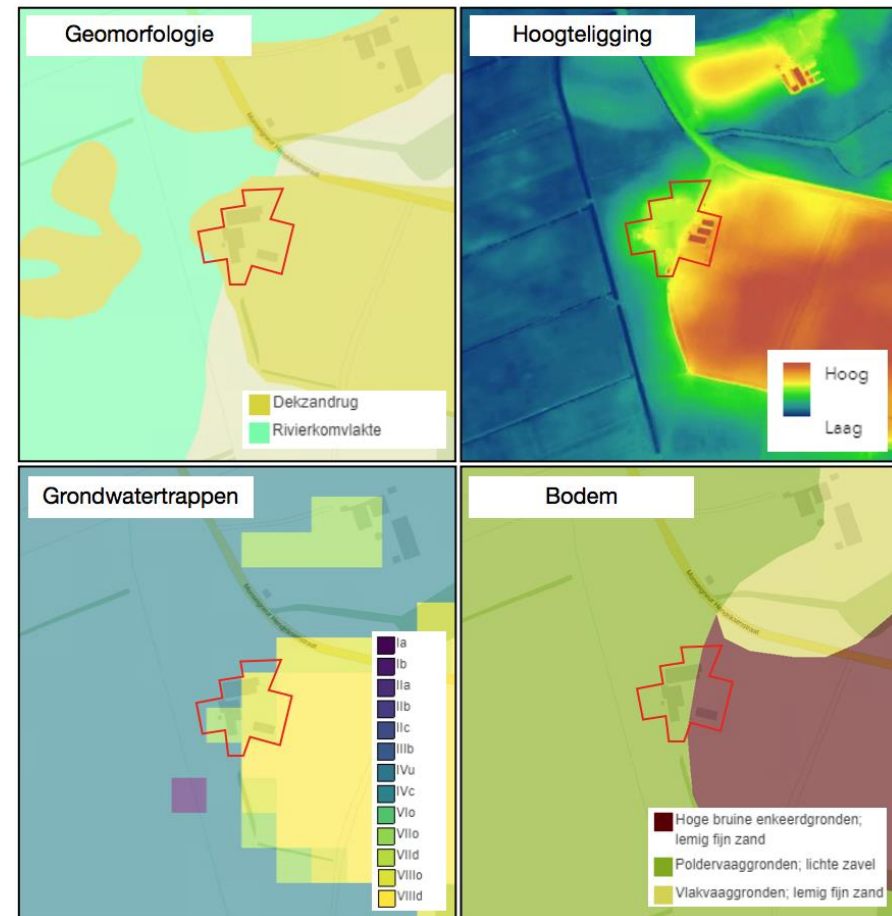 Geomorfologie
Dekzandrug
Rivierkomvlakte
Hoogteligging
Hoog
Laag
Grondwatertrappen
Ia
Ib
IIa
IIb
IIc
IIIb
IVu
IVc
VIo
VIIo
VIId
VIIIo
VIIId
Bodem
Hoge bruine enkeerdgronden;
lemig fijn zand
Poldervaaggronden; lichte zavel
Vlakvaaggronden; lemig fijn zand